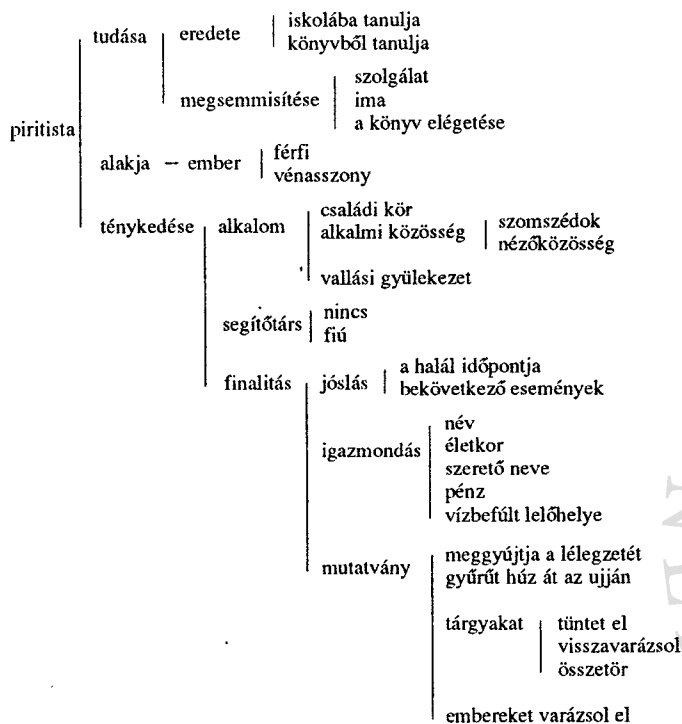 iskolába tanulja
tudása eredete
könyvből tanulja
szolgálat
megsemmisítése ima
a könyv elégetése
piritista
férfi
alakja – ember
vénasszony
családi kör
ténykedése alkalom alkalmi közösség szomszédok
nézőközösség
vallási gyülekezet
nincs
segítőtárs
fiú
a halál időpontja
finalitás jóslás
bekövetkező események
név
életkor
igazmondás
szerető neve
pénz
vízbefúlt lelőhelye
mutatvány meggyújtja a lélegzetét
gyűrűt húz át az ujján
tárgyakat tüntet el
visszavarázsol
összetör
embereket varázsol el